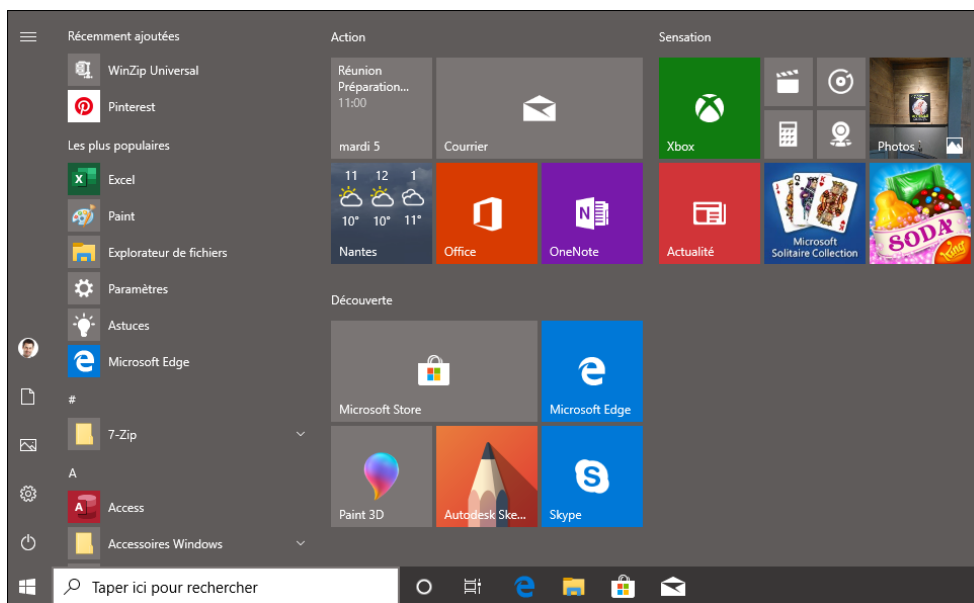 Récemment ajoutées
WinZip Universal
Pinterest
Les plus populaires
Excel
Paint
Explorateur de fichiers
Paramètres
Astuces
Microsoft Edge
#
7-Zip
A
Access
Accessoires Windows
Action
Réunion
Préparation...
11:00
mardi 5
Courrier
11 12 1
10° 10° 11°
Nantes
Office
OneNote
Découverte
Microsoft Store
Microsoft Edge
Paint 3D
Autodesk Ske...
Skype
Sensation
Xbox
Photos
Actualité
Microsoft
Solitaire Collection
SODA
King
Taper ici pour rechercher